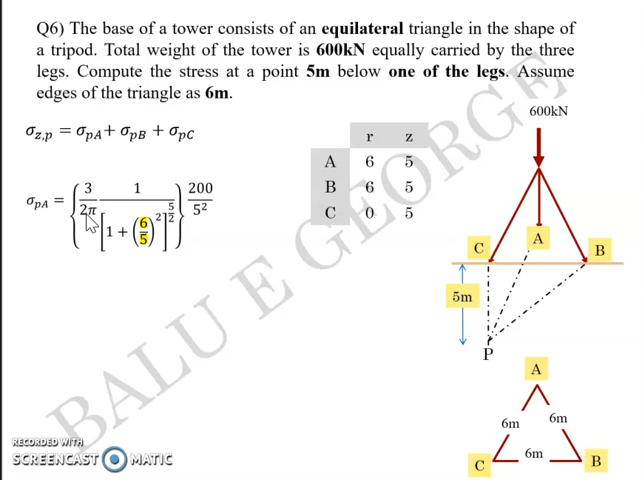 Q6) The base of a tower consists of an equilateral triangle in the shape of
a tripod. Total weight of the tower is 600kN equally carried by the three
legs. Compute the stress at a point 5m below one of the legs. Assume
edges of the triangle as 6m.
600kN
σz,p = σpA + σpB + σpC
r z
A 6 5
B 6 5
C 0 5
σpA = { 3/2π 1/[1 + (6/5)²]^5/2 } 200/5²
C
A
B
5m
P
A
6m
6m
6m
C
B
BALU E GEORGE
RECORDED WITH
SCREENCAST MATIC